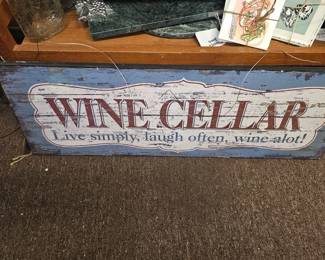 WINE CELLAR
Live simply, laugh often, wine alot!